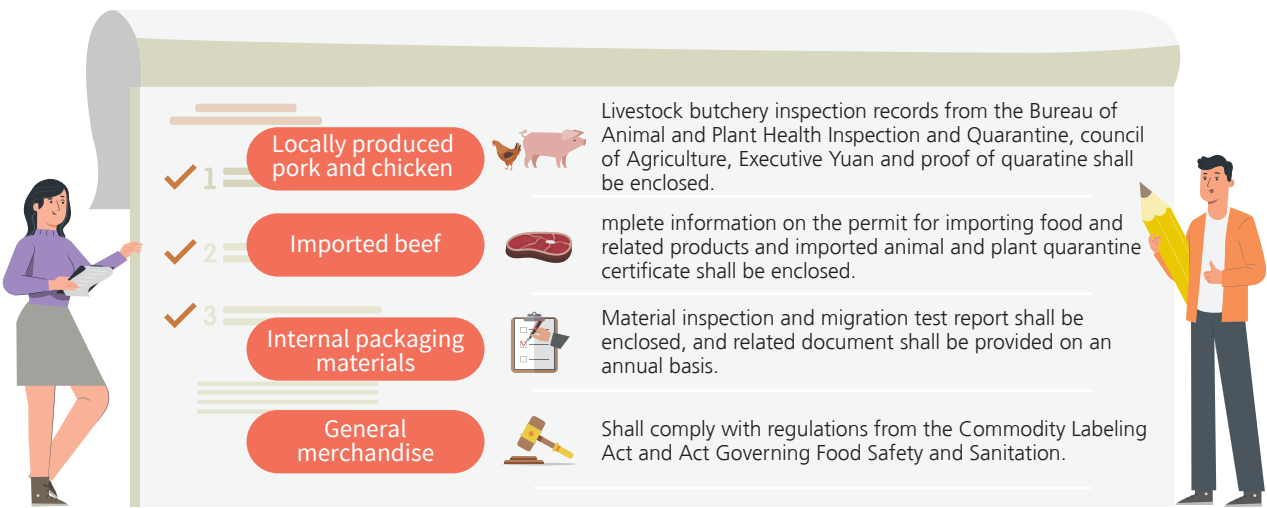 1
Locally produced
pork and chicken
Livestock butchery inspection records from the Bureau of
Animal and Plant Health Inspection and Quarantine, council
of Agriculture, Executive Yuan and proof of quaratine shall
be enclosed.
2
Imported beef
mplete information on the permit for importing food and
related products and imported animal and plant quarantine
certificate shall be enclosed.
3
Internal packaging
materials
Material inspection and migration test report shall be
enclosed, and related document shall be provided on an
annual basis.
General
merchandise
Shall comply with regulations from the Commodity Labeling
Act and Act Governing Food Safety and Sanitation.